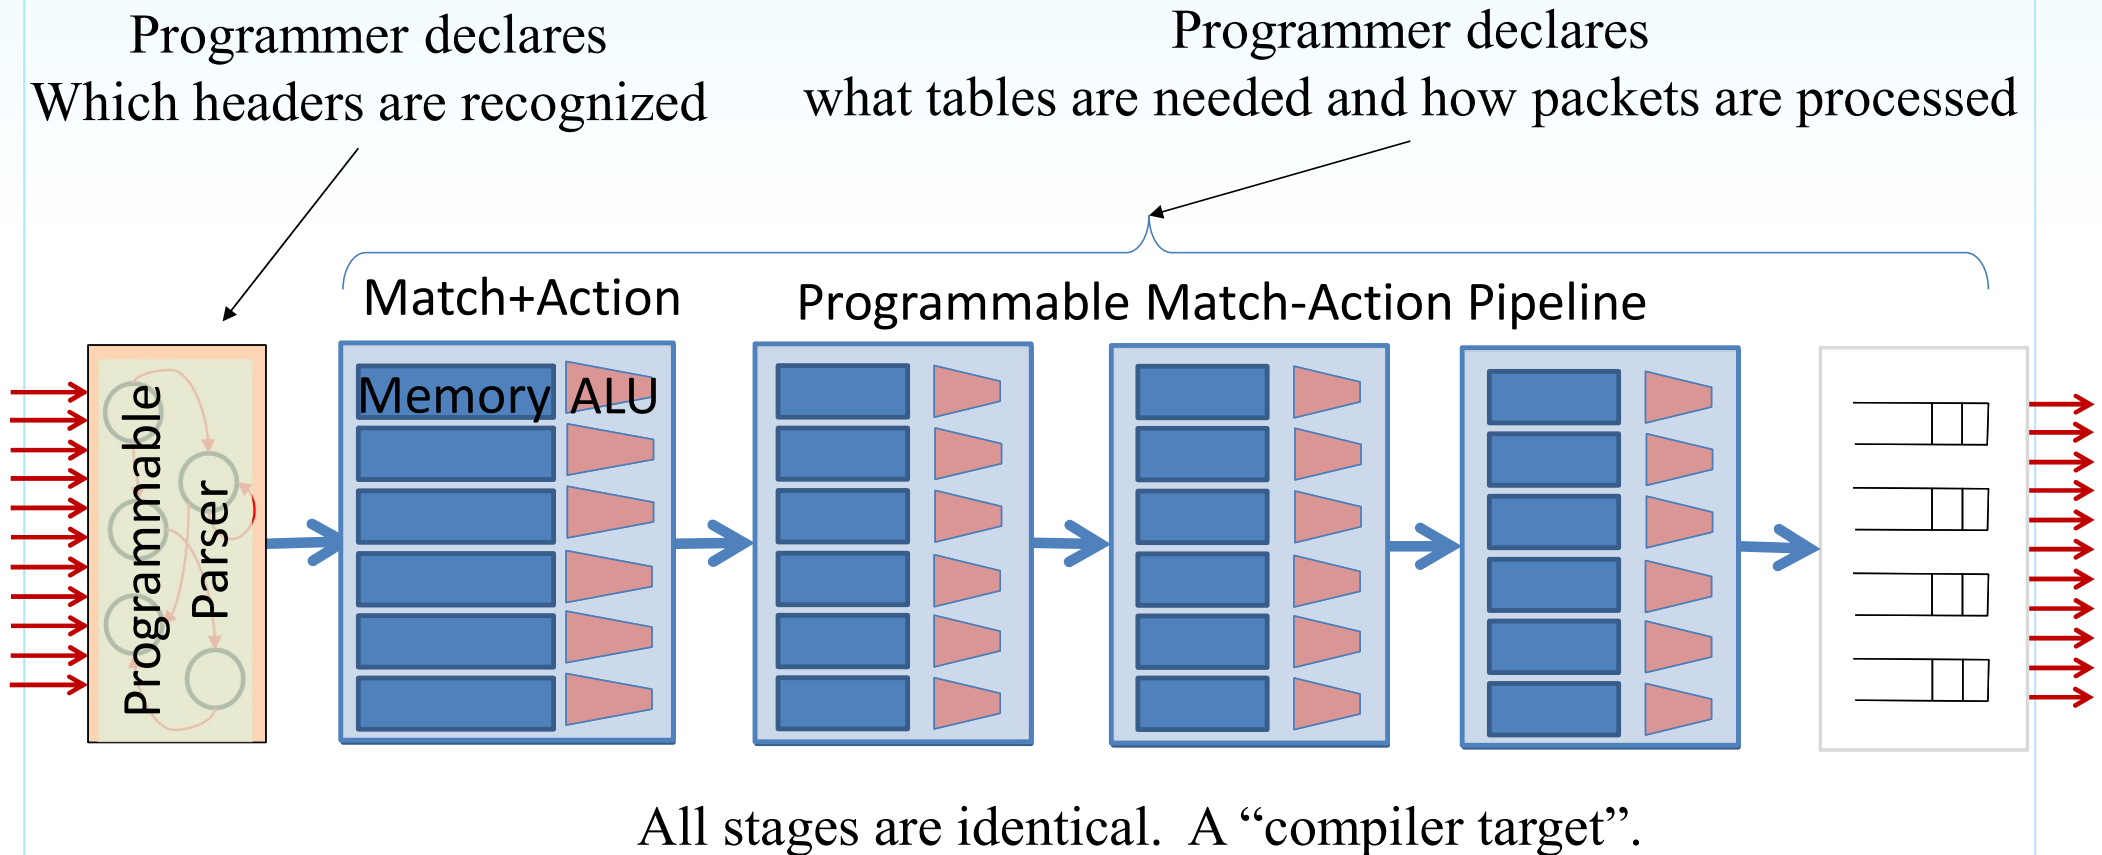 Programmer declares
Which headers are recognized
Programmer declares
what tables are needed and how packets are processed
Match+Action
Programmable Match-Action Pipeline
Programmable
Parser
Memory ALU
All stages are identical.  A “compiler target”.